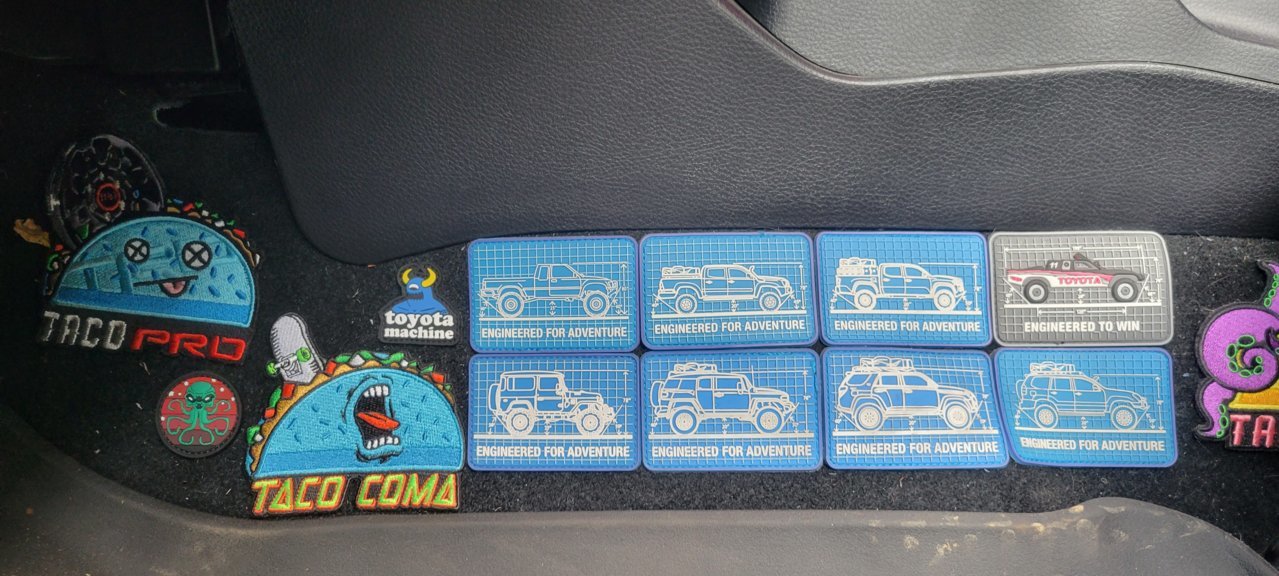 TACO PRO
toyota
machine
TACO COMA
ENGINEERED FOR ADVENTURE
ENGINEERED FOR ADVENTURE
ENGINEERED FOR ADVENTURE
TOYOTA
ENGINEERED TO WIN
ENGINEERED FOR ADVENTURE
ENGINEERED FOR ADVENTURE
ENGINEERED FOR ADVENTURE
ENGINEERED FOR ADVENTURE
TA